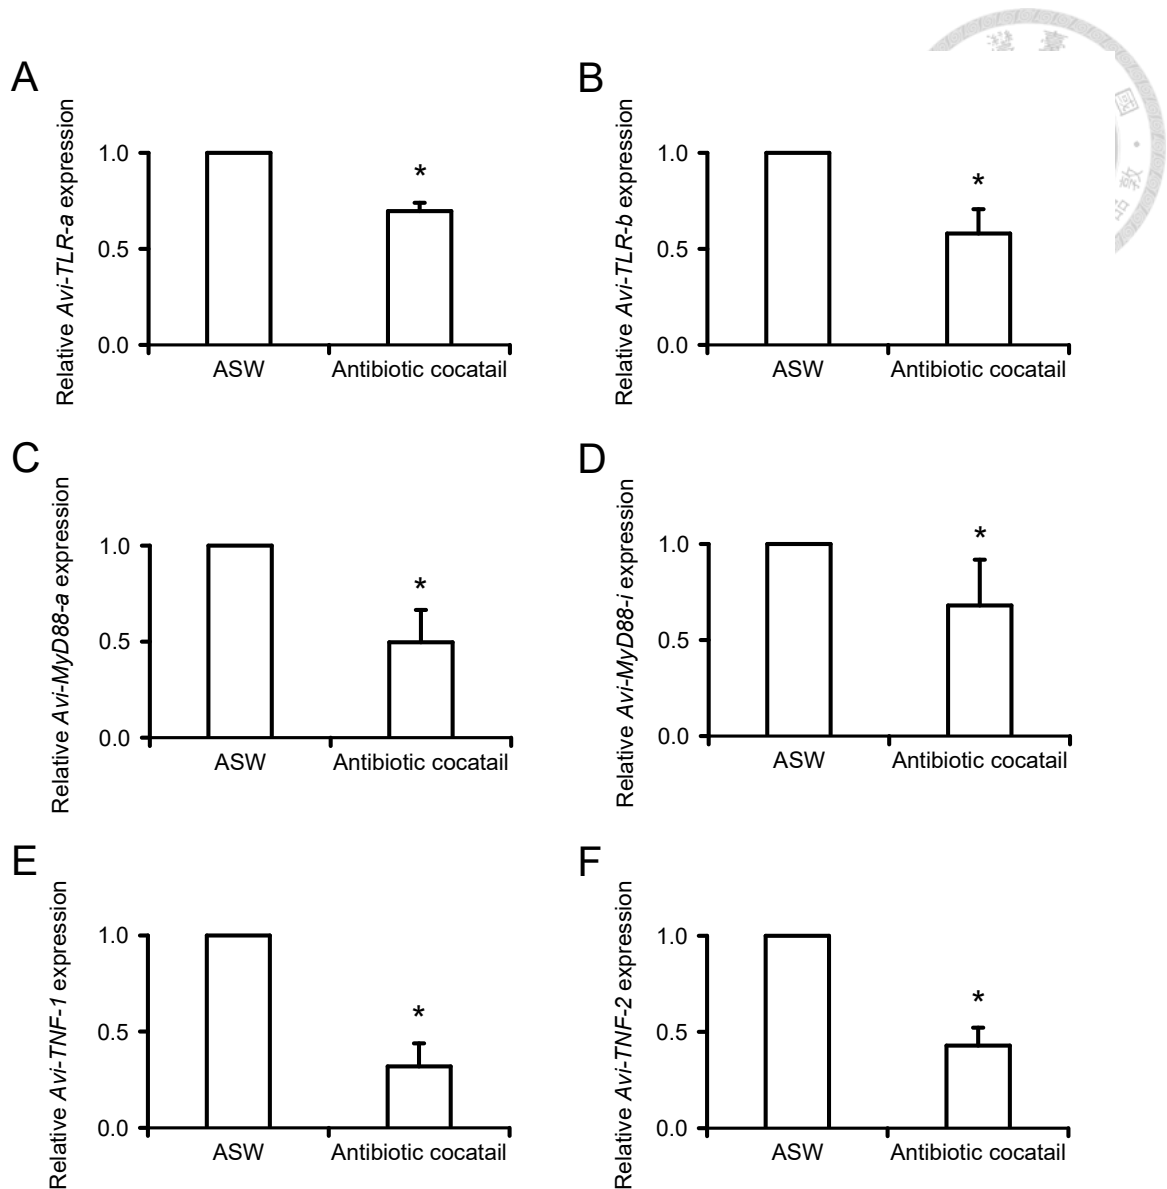 A
Relative Avi-TLR-a expression
1.0
0.5
0.0
ASW
Antibiotic cocatail
*
B
Relative Avi-TLR-b expression
1.0
0.5
0.0
ASW
Antibiotic cocatail
*
C
Relative Avi-MyD88-a expression
1.0
0.5
0.0
ASW
Antibiotic cocatail
*
D
Relative Avi-MyD88-i expression
1.0
0.5
0.0
ASW
Antibiotic cocatail
*
E
Relative Avi-TNF-1 expression
1.0
0.5
0.0
ASW
Antibiotic cocatail
*
F
Relative Avi-TNF-2 expression
1.0
0.5
0.0
ASW
Antibiotic cocatail
*
臺
國
敦
品